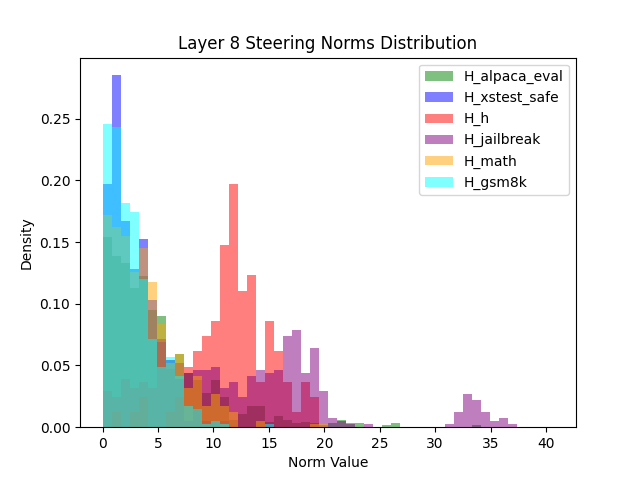 Layer 8 Steering Norms Distribution
H_alpaca_eval
H_xstest_safe
H_h
H_jailbreak
H_math
H_gsm8k
Density
0.25
0.20
0.15
0.10
0.05
0.00
0 5 10 15 20 25 30 35 40
Norm Value